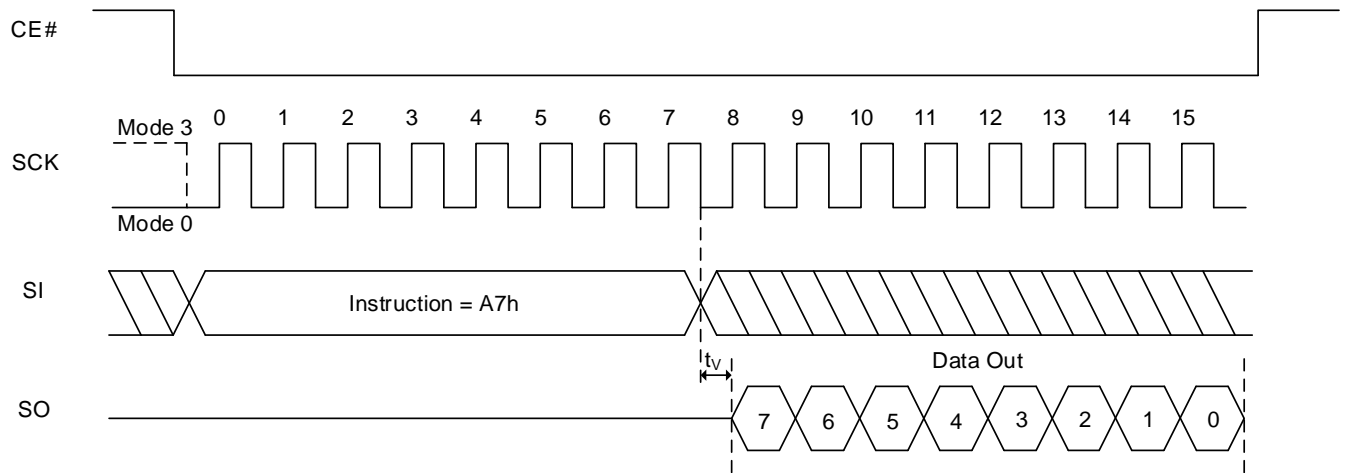 CE#
0 1 2 3 4 5 6 7 8 9 10 11 12 13 14 15
Mode 3
SCK
Mode 0
SI
Instruction = A7h
tV
Data Out
SO
7 6 5 4 3 2 1 0